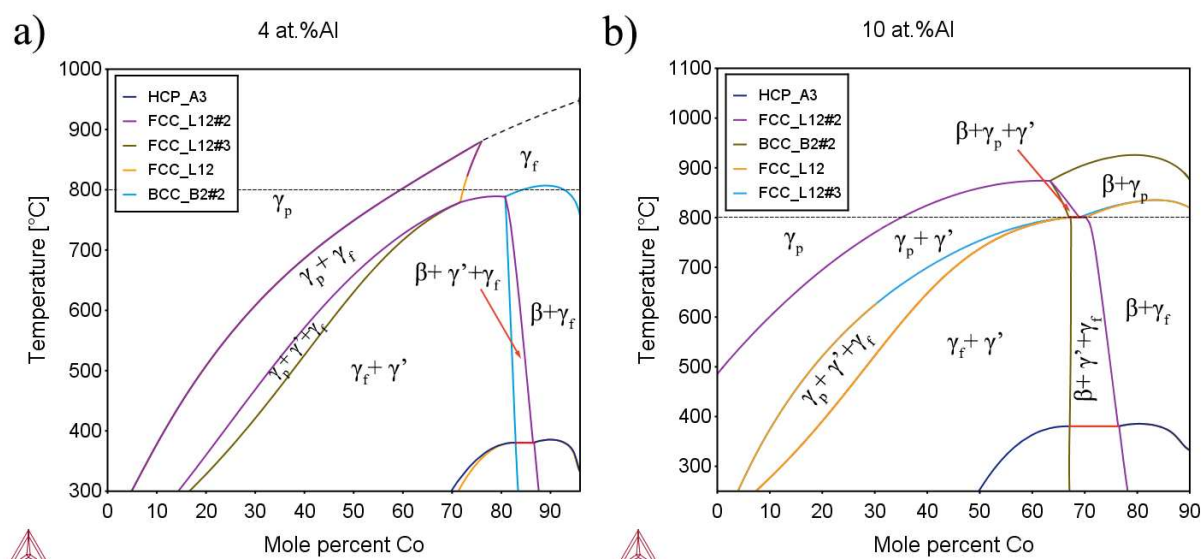 a)
4 at.%Al
1000
900
800
700
600
500
400
300
Temperature [°C]
HCP_A3
FCC_L12#2
FCC_L12#3
FCC_L12
BCC_B2#2
γf
γp
γp+ γf
γp+ γ'+γf
β+ γ'+γf
β+γf
γf+ γ'
0 10 20 30 40 50 60 70 80 90
Mole percent Co
b)
10 at.%Al
1100
1000
900
800
700
600
500
400
300
Temperature [°C]
HCP_A3
FCC_L12#2
BCC_B2#2
FCC_L12
FCC_L12#3
β+γp+γ'
β+γp
γp
γp+ γ'
γp+ γ'+γf
γf+ γ'
β+ γ'+γf
β+γf
0 10 20 30 40 50 60 70 80 90
Mole percent Co